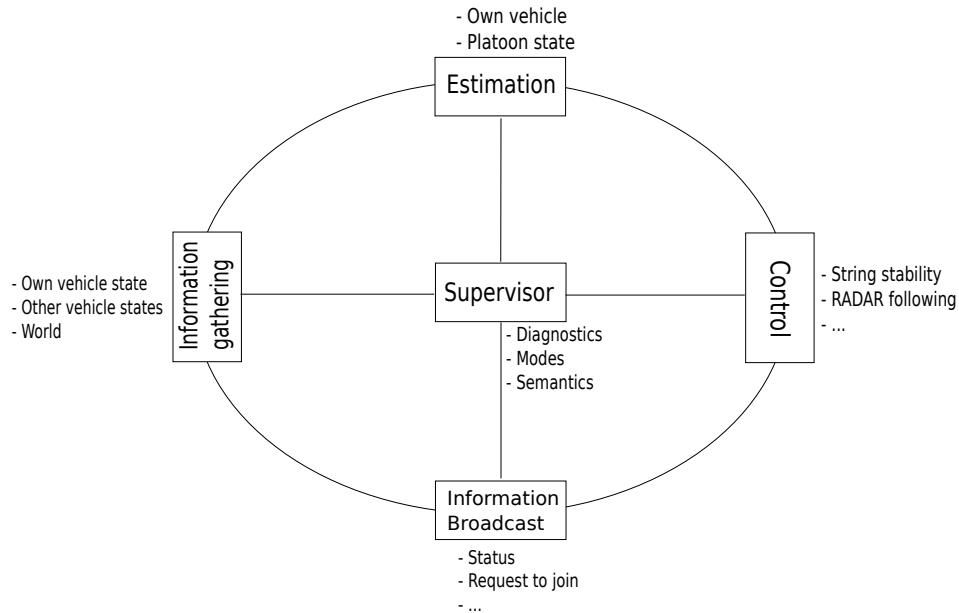 - Own vehicle
- Platoon state
Estimation
Information
gathering
- Own vehicle state
- Other vehicle states
- World
Supervisor
- Diagnostics
- Modes
- Semantics
Control
- String stability
- RADAR following
- ...
Information
Broadcast
- Status
- Request to join
- ...